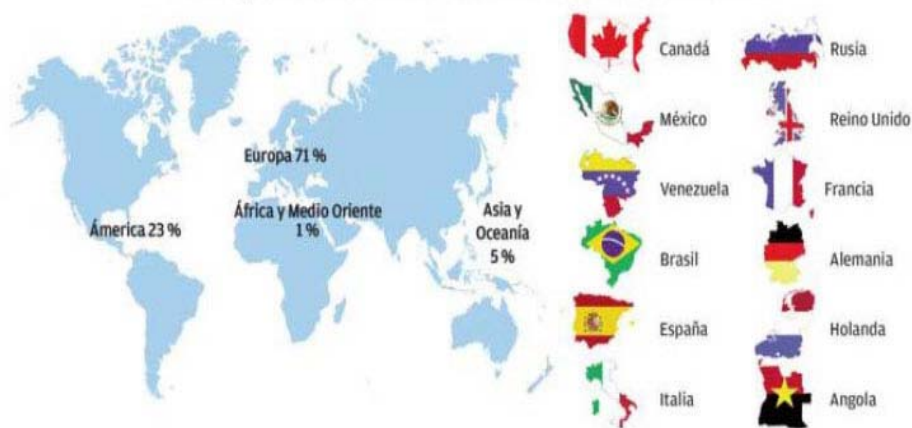 Europa 71 %
África y Medio Oriente
1 %
Asia y
Oceanía
5 %
Ámerica 23 %
Canadá
México
Venezuela
Brasil
España
Italia
Rusia
Reino Unido
Francia
Alemania
Holanda
Angola